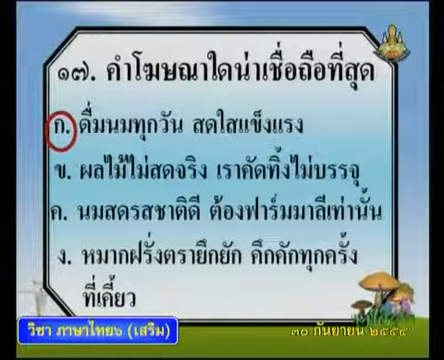 ๑๗. คำโฆษณาใดน่าเชื่อถือที่สุด
ก. ดื่มนมทุกวัน สดใสแข็งแรง
ข. ผลไม้ไม่สดจริง เราคัดทิ้งไม่บรรจุ
ค. นมสดรสชาติดี ต้องฟาร์มมาลีเท่านั้น
ง. หมากฝรั่งตรายึกยัก คึกคักทุกครั้ง
ที่เคี้ยว
วิชา ภาษาไทย๖ (เสริม)
๓๐ กันยายน ๒๕๕๔